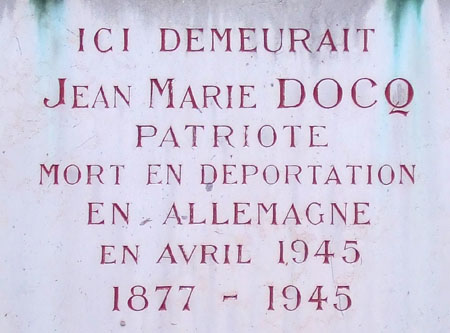 ICI DEMEURAIT
JEAN MARIE DOCQ
PATRIOTE
MORT EN DÉPORTATION
EN ALLEMAGNE
EN AVRIL 1945
1877 - 1945